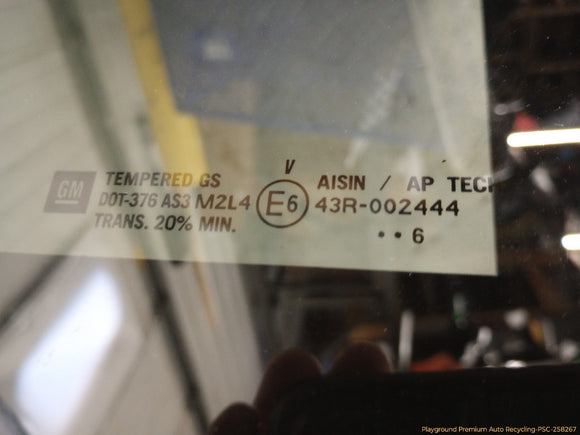 GM
TEMPERED GS
DOT-376 AS3 M2L4
TRANS. 20% MIN.
V
E6
AISIN / AP TECH
43R-002444
•• 6
Playground Premium Auto Recycling-PSC-258267